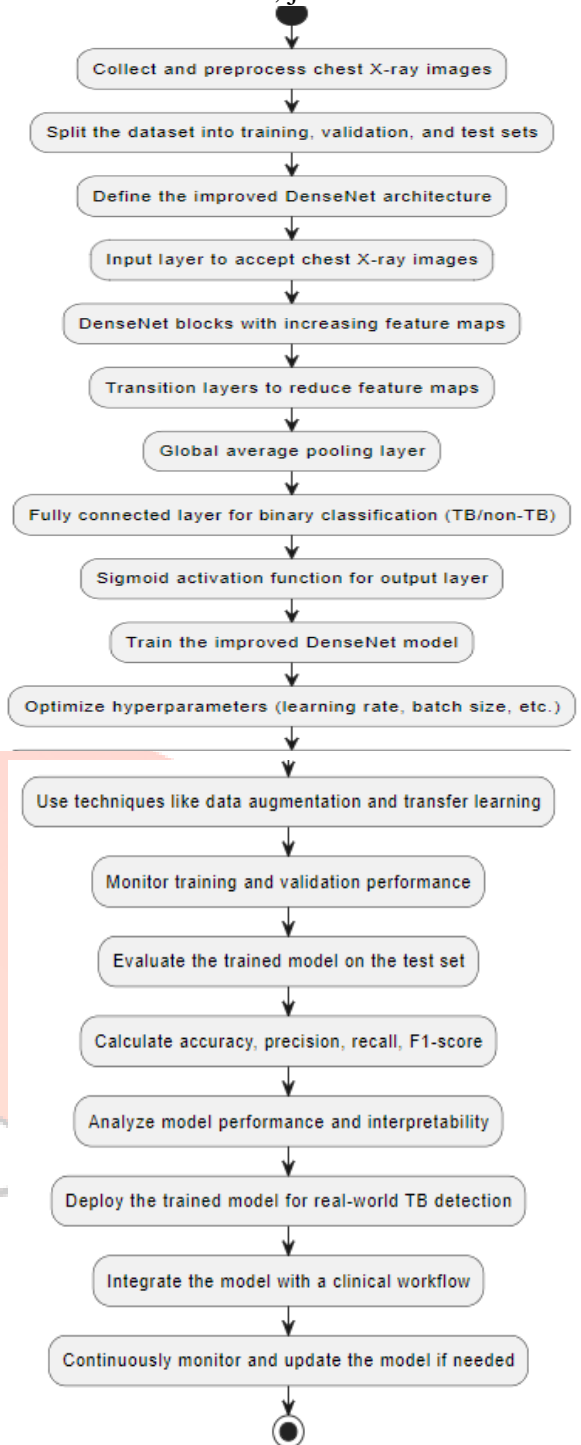 Collect and preprocess chest X-ray images
Split the dataset into training, validation, and test sets
Define the improved DenseNet architecture
Input layer to accept chest X-ray images
DenseNet blocks with increasing feature maps
Transition layers to reduce feature maps
Global average pooling layer
Fully connected layer for binary classification (TB/non-TB)
Sigmoid activation function for output layer
Train the improved DenseNet model
Optimize hyperparameters (learning rate, batch size, etc.)
Use techniques like data augmentation and transfer learning
Monitor training and validation performance
Evaluate the trained model on the test set
Calculate accuracy, precision, recall, F1-score
Analyze model performance and interpretability
Deploy the trained model for real-world TB detection
Integrate the model with a clinical workflow
Continuously monitor and update the model if needed